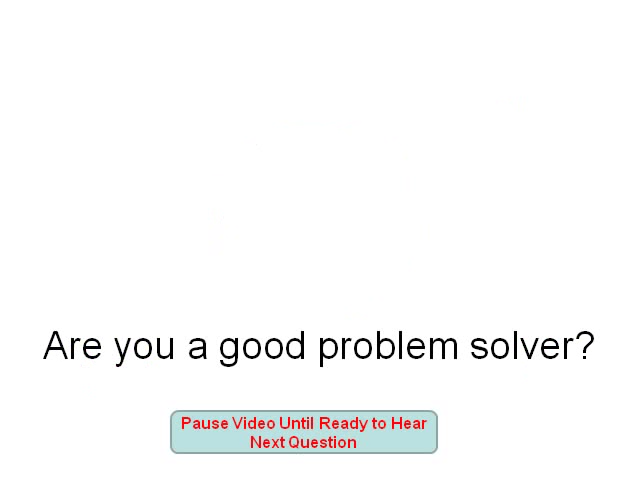 Are you a good problem solver?
Pause Video Until Ready to Hear
Next Question